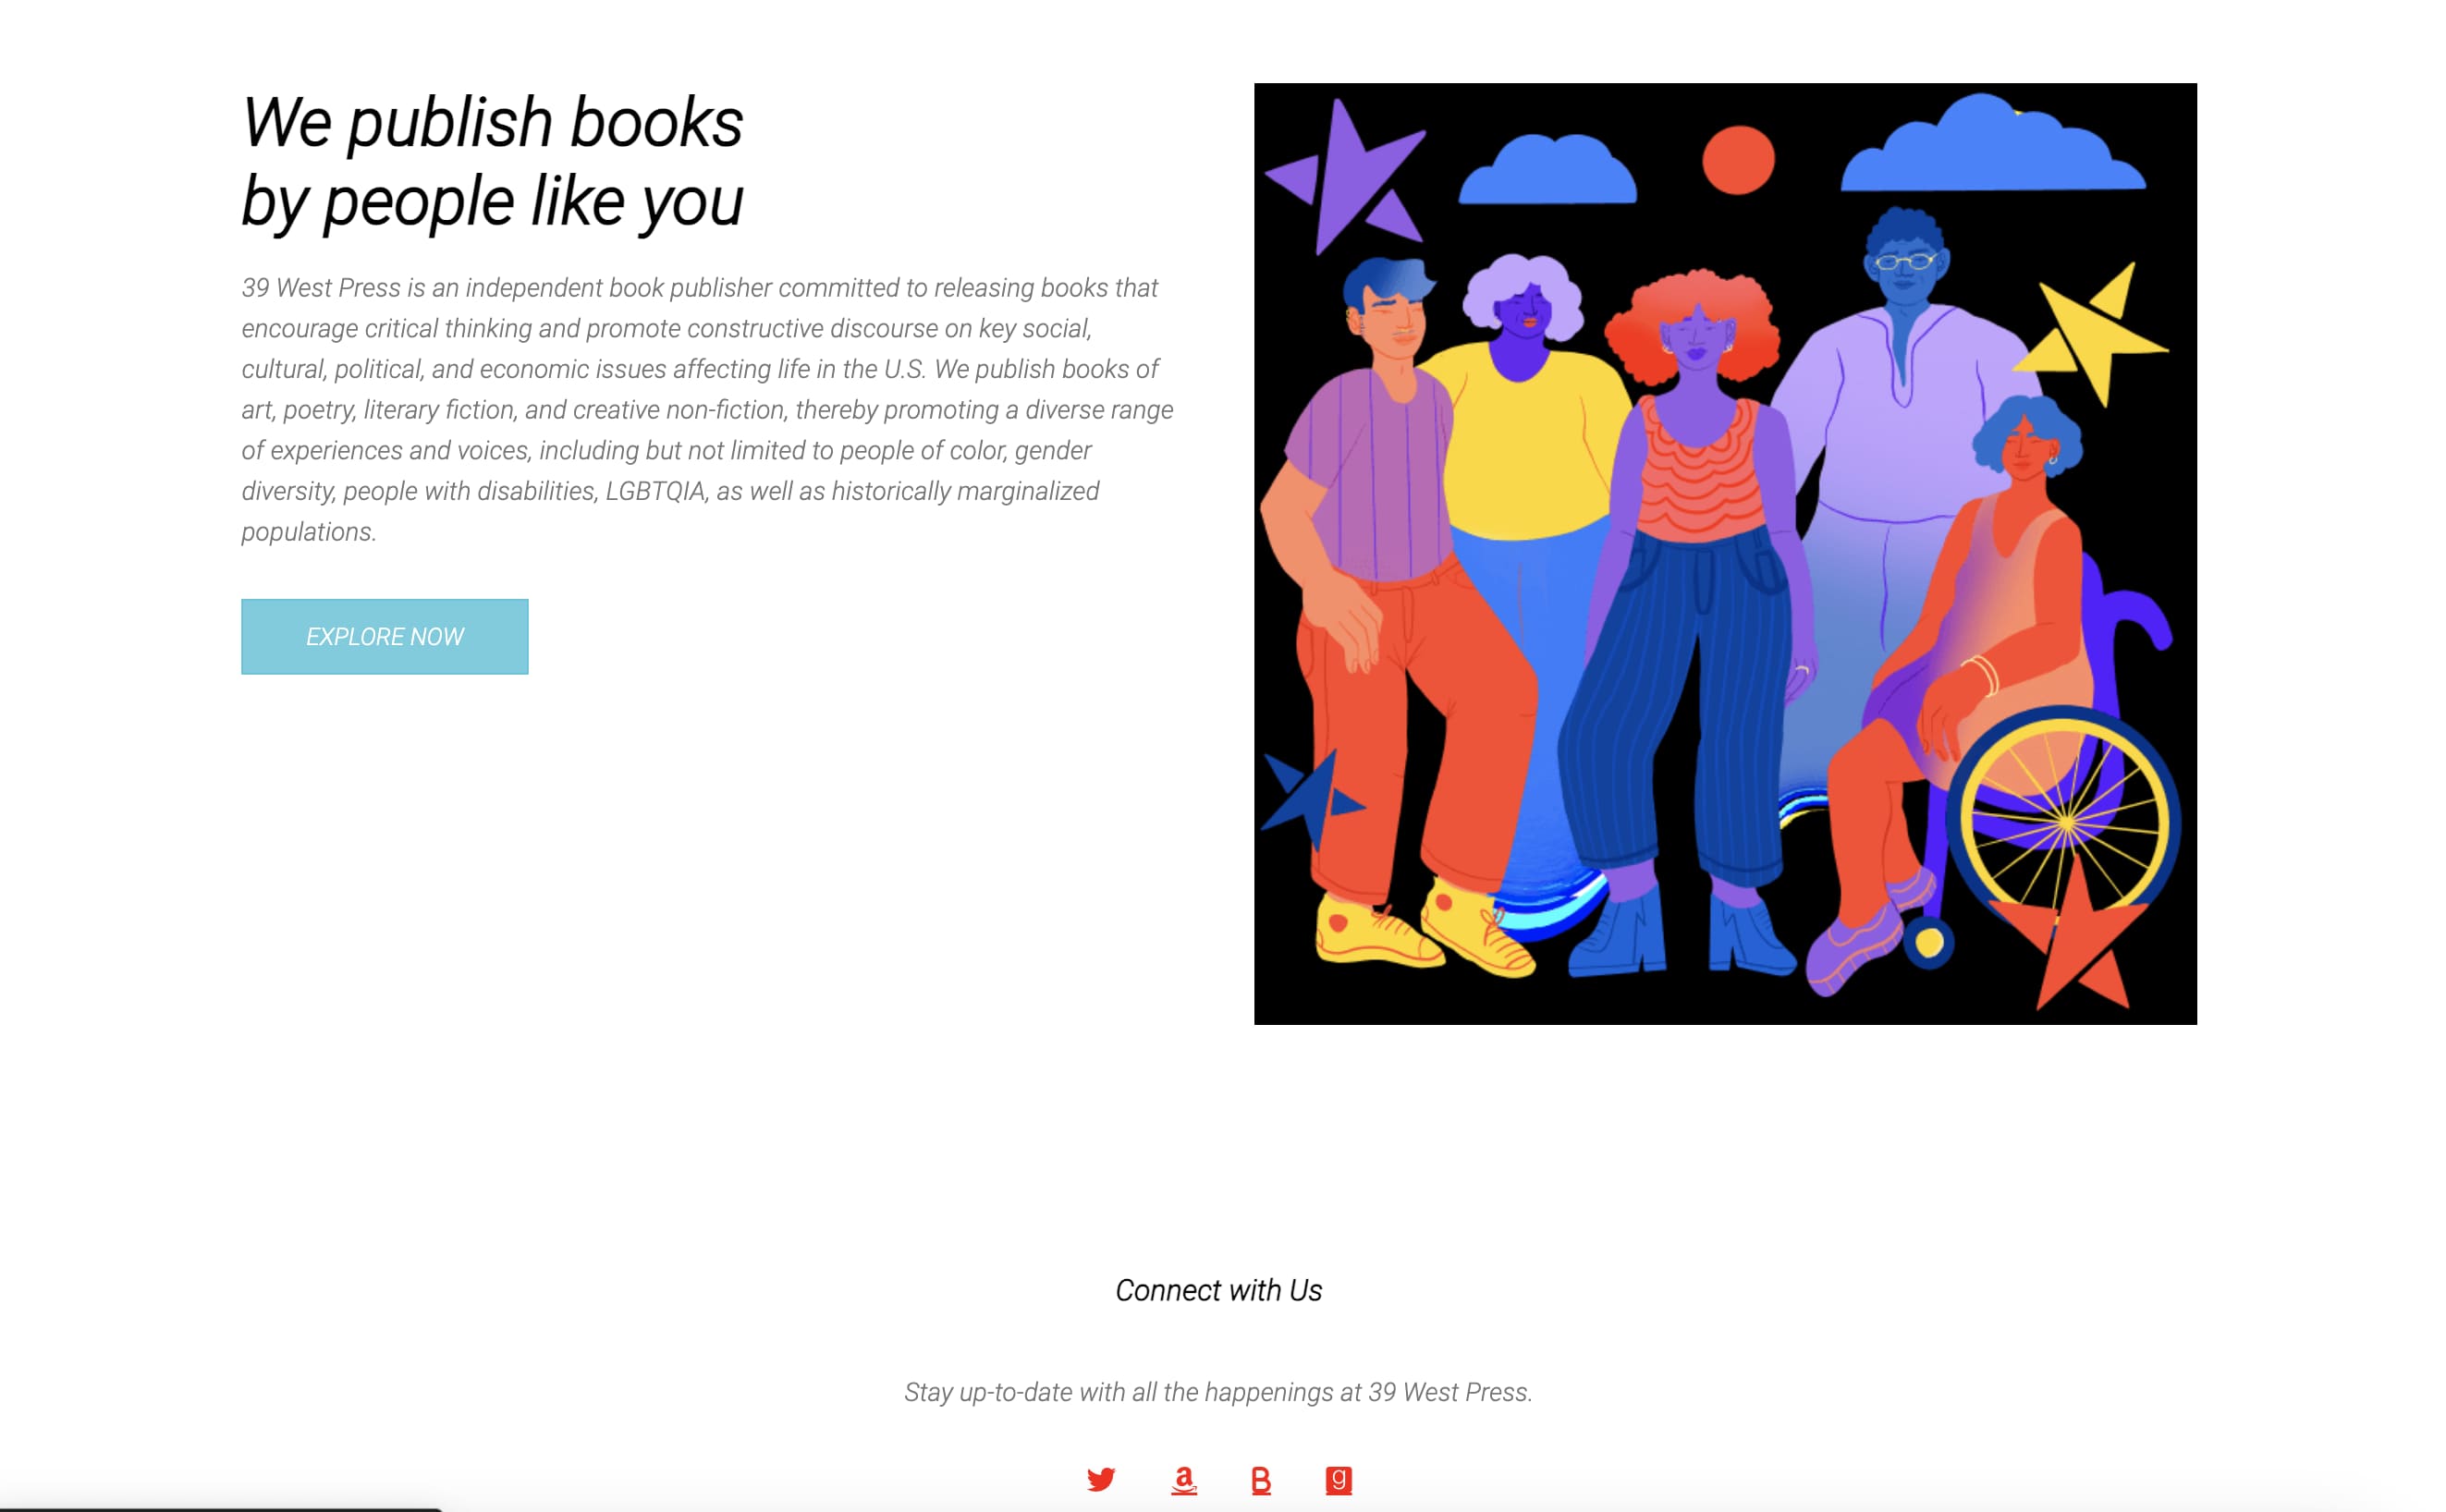 We publish books
by people like you
39 West Press is an independent book publisher committed to releasing books that
encourage critical thinking and promote constructive discourse on key social,
cultural, political, and economic issues affecting life in the U.S. We publish books of
art, poetry, literary fiction, and creative non-fiction, thereby promoting a diverse range
of experiences and voices, including but not limited to people of color, gender
diversity, people with disabilities, LGBTQIA, as well as historically marginalized
populations.
EXPLORE NOW
Connect with Us
Stay up-to-date with all the happenings at 39 West Press.
a B g